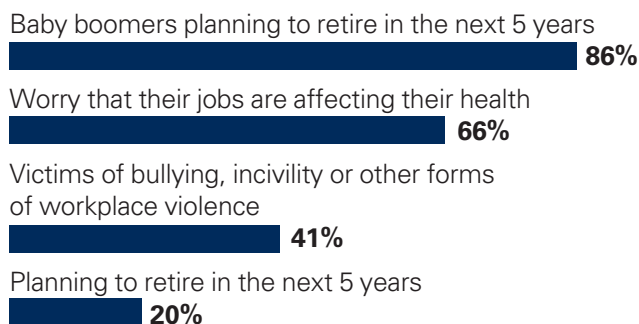 Baby boomers planning to retire in the next 5 years
86%
Worry that their jobs are affecting their health
66%
Victims of bullying, incivility or other forms
of workplace violence
41%
Planning to retire in the next 5 years
20%